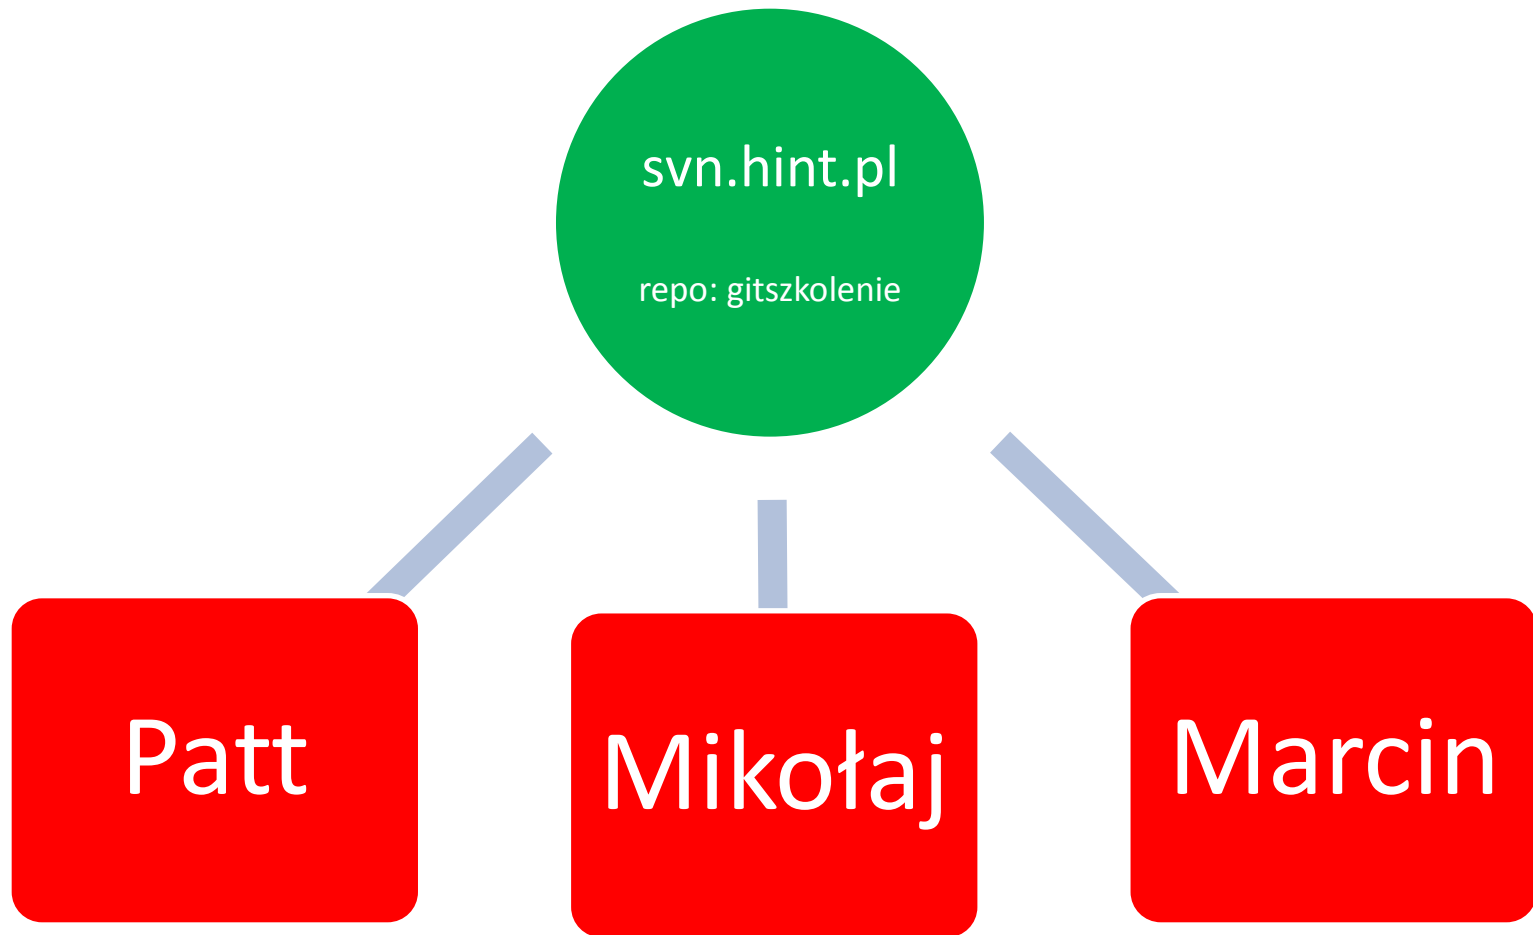 svn.hint.pl
repo: gitszkolenie
Patt
Mikołaj
Marcin